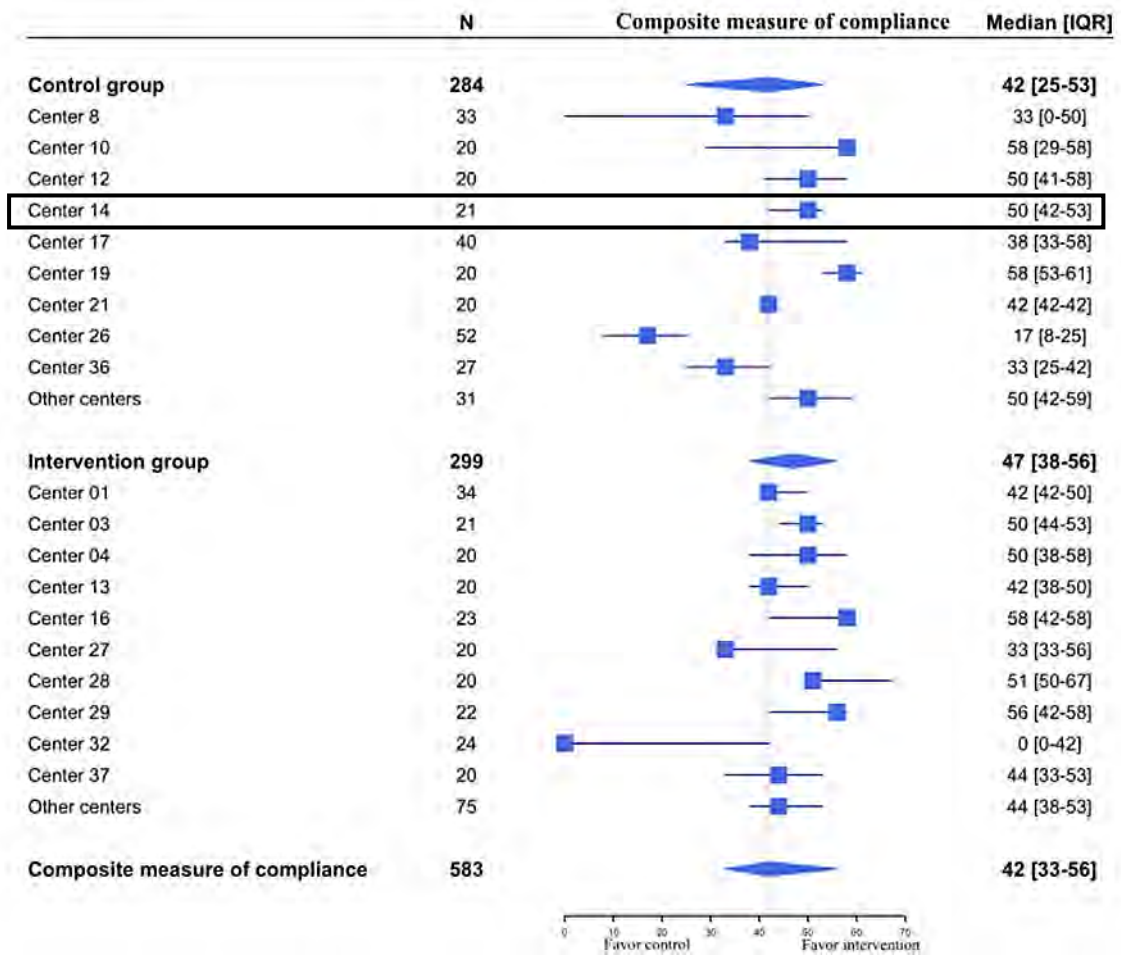 N Composite measure of compliance Median [IQR]
Control group 284 42 [25-53]
Center 8 33 33 [0-50]
Center 10 20 58 [29-58]
Center 12 20 50 [41-58]
Center 14 21 50 [42-53]
Center 17 40 38 [33-58]
Center 19 20 58 [53-61]
Center 21 20 42 [42-42]
Center 26 52 17 [8-25]
Center 36 27 33 [25-42]
Other centers 31 50 [42-59]
Intervention group 299 47 [38-56]
Center 01 34 42 [42-50]
Center 03 21 50 [44-53]
Center 04 20 50 [38-58]
Center 13 20 42 [38-50]
Center 16 23 58 [42-58]
Center 27 20 33 [33-56]
Center 28 20 51 [50-67]
Center 29 22 56 [42-58]
Center 32 24 0 [0-42]
Center 37 20 44 [33-53]
Other centers 75 44 [38-53]
Composite measure of compliance 583 42 [33-56]
0 10 20 30 40 50 60 70
Favor control Favor intervention